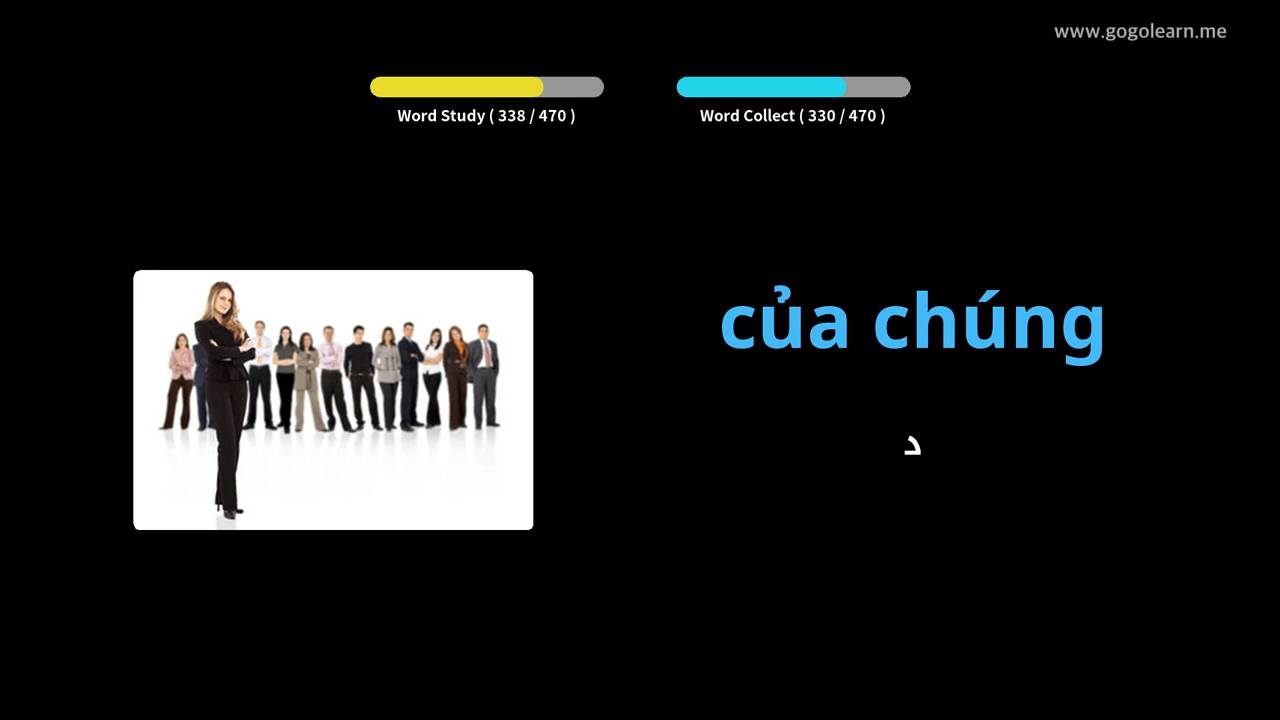 www.gogolearn.me
Word Study ( 338 / 470 )
Word Collect ( 330 / 470 )
của chúng
د